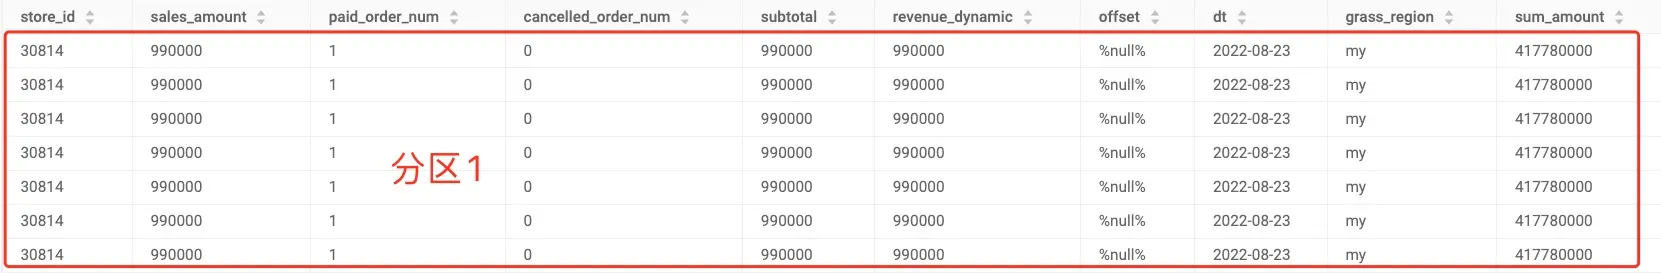 store_id sales_amount paid_order_num cancelled_order_num subtotal revenue_dynamic offset dt grass_region sum_amount
30814 990000 1 0 990000 990000 %null% 2022-08-23 my 417780000
30814 990000 1 0 990000 990000 %null% 2022-08-23 my 417780000
30814 990000 1 0 990000 990000 %null% 2022-08-23 my 417780000
30814 990000 1 0 990000 990000 %null% 2022-08-23 my 417780000
分区1
30814 990000 1 0 990000 990000 %null% 2022-08-23 my 417780000
30814 990000 1 0 990000 990000 %null% 2022-08-23 my 417780000
30814 990000 1 0 990000 990000 %null% 2022-08-23 my 417780000